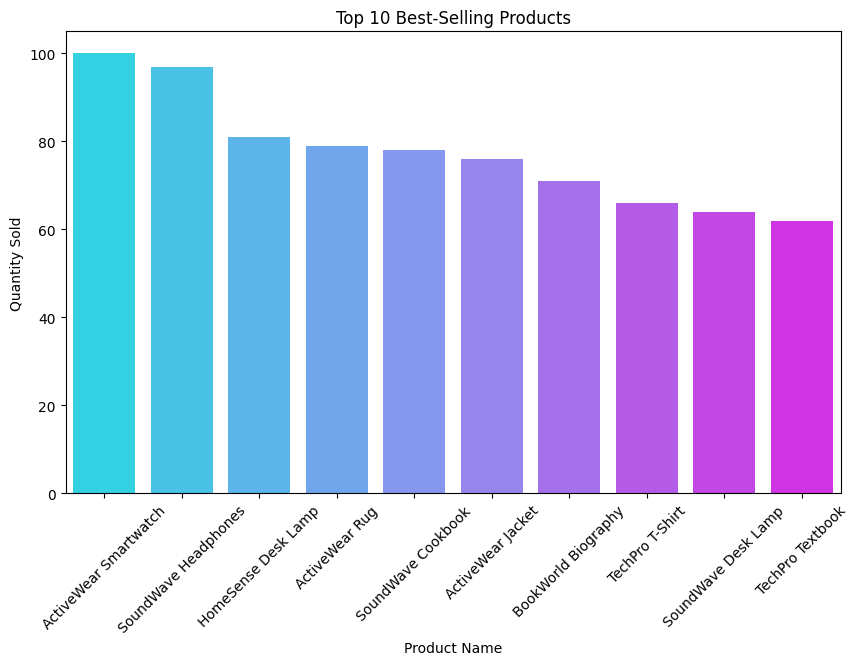 Top 10 Best-Selling Products
Quantity Sold
100
80
60
40
20
0
ActiveWear Smartwatch
SoundWave Headphones
HomeSense Desk Lamp
ActiveWear Rug
SoundWave Cookbook
ActiveWear Jacket
BookWorld Biography
TechPro T-Shirt
SoundWave Desk Lamp
TechPro Textbook
Product Name